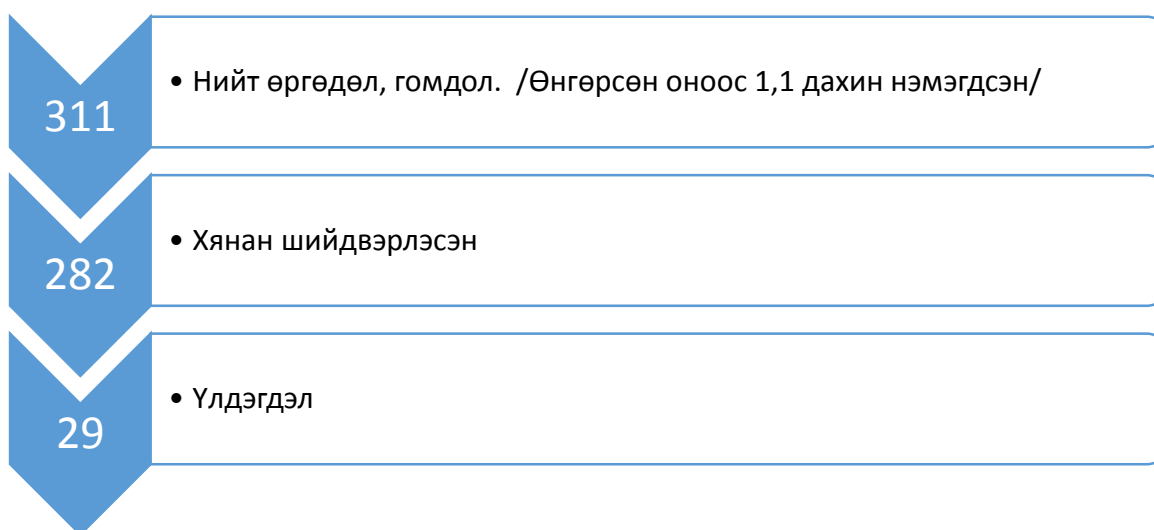 311
• Нийт өргөдөл, гомдол. /Өнгөрсөн оноос 1,1 дахин нэмэгдсэн/
282
• Хянан шийдвэрлэсэн
29
• Үлдэгдэл